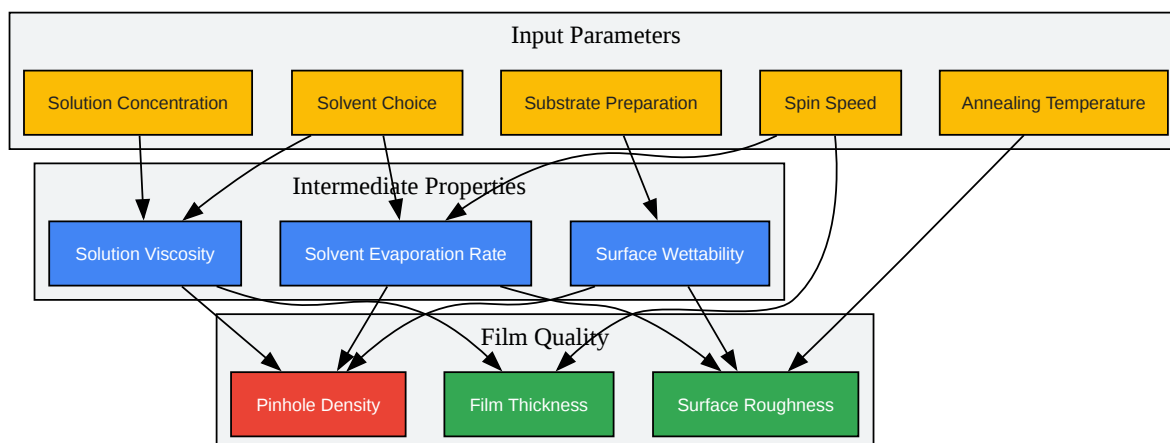 Input Parameters
Solution Concentration
Solvent Choice
Substrate Preparation
Spin Speed
Annealing Temperature
Intermediate Properties
Solution Viscosity
Solvent Evaporation Rate
Surface Wettability
Film Quality
Pinhole Density
Film Thickness
Surface Roughness